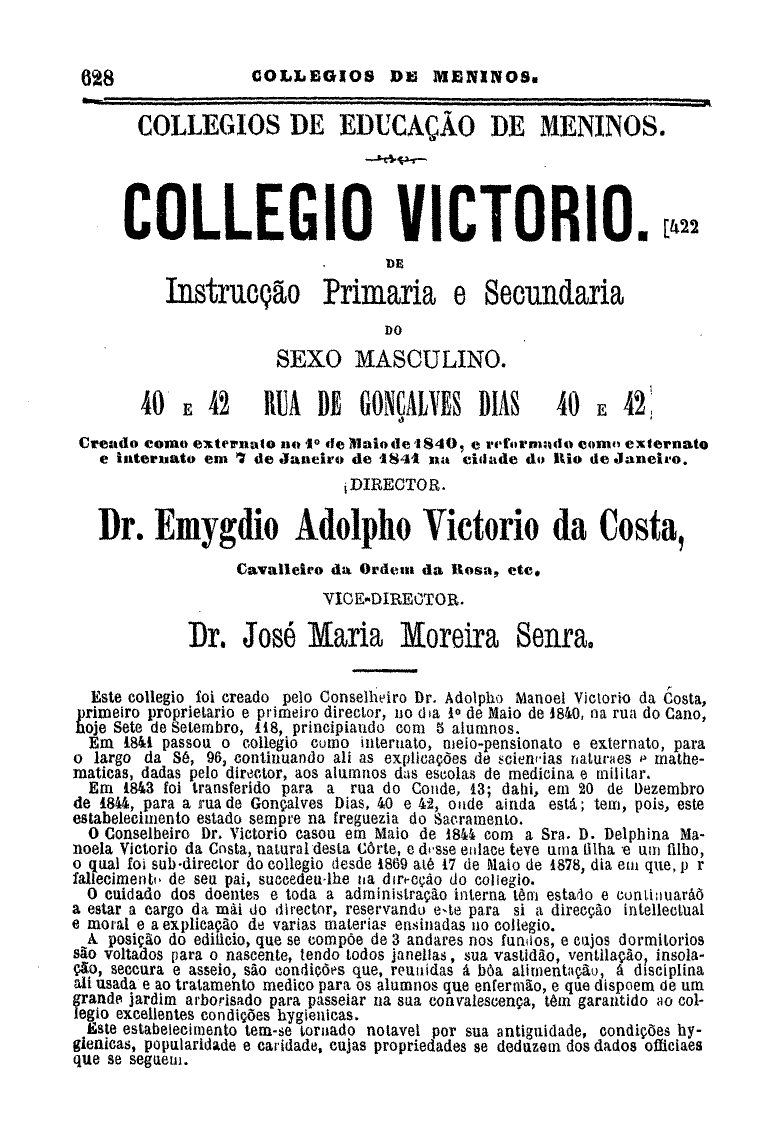 628 COLLEGIOS DE MENINOS.
COLLEGIOS DE EDUCAÇÃO DE MENINOS.
COLLEGIO VICTORIO. [422
DE
Instrucção Primaria e Secundaria
DO
SEXO MASCULINO.
40 E 42 RUA DE GONÇALVES DIAS 40 E 42
Creado como externato no 1º de Maio de 1840, e reformado como externato
e internato em 7 de Janeiro de 1841 na cidade do Rio de Janeiro.
DIRECTOR.
Dr. Emygdio Adolpho Victorio da Costa,
Cavalleiro da Ordem da Rosa, etc.
VICE-DIRECTOR.
Dr. José Maria Moreira Senra.
Este collegio foi creado pelo Conselheiro Dr. Adolpho Manoel Victorio da Costa,
primeiro proprietario e primeiro director, no dia 1º de Maio de 1840, na rua do Cano,
hoje Sete de Setembro, 118, principiando com 5 alumnos.
Em 1841 passou o collegio como internato, meio-pensionato e externato, para
o largo da Sé, 96, continuando ali as explicações de sciencias naturaes e mathe-
maticas, dadas pelo director, aos alumnos das escolas de medicina e militar.
Em 1843 foi transferido para a rua do Conde, 13; dahi, em 20 de Dezembro
de 1844, para a rua de Gonçalves Dias, 40 e 42, onde ainda está; tem, pois, este
estabelecimento estado sempre na freguezia do Sacramento.
O Conselheiro Dr. Victorio casou em Maio de 1844 com a Sra. D. Delphina Ma-
noela Victorio da Costa, natural desta Côrte, e desse enlace teve uma filha e um filho,
o qual foi sub-director do collegio desde 1869 até 17 de Maio de 1878, dia em que, p r
fallecimento de seu pai, succedeu-lhe na direcção do collegio.
O cuidado dos doentes e toda a administração interna têm estado e continuaráõ
a estar a cargo da mãi do director, reservando este para si a direcção intellectual
e moral e a explicação de varias materias ensinadas no collegio.
A posição do edificio, que se compõe de 3 andares nos fundos, e cujos dormitorios
são voltados para o nascente, tendo todos janellas, sua vastidão, ventilação, insola-
ção, seccura e asseio, são condições que, reunidas á bôa alimentação, á disciplina
ali usada e ao tratamento medico para os alumnos que enfermão, e que dispoem de um
grande jardim arborisado para passeiar na sua convalescença, têm garantido ao col-
legio excellentes condições hygienicas.
Este estabelecimento tem-se tornado notavel por sua antiguidade, condições hy-
gienicas, popularidade e caridade, cujas propriedades se deduzem dos dados officiaes
que se seguem.